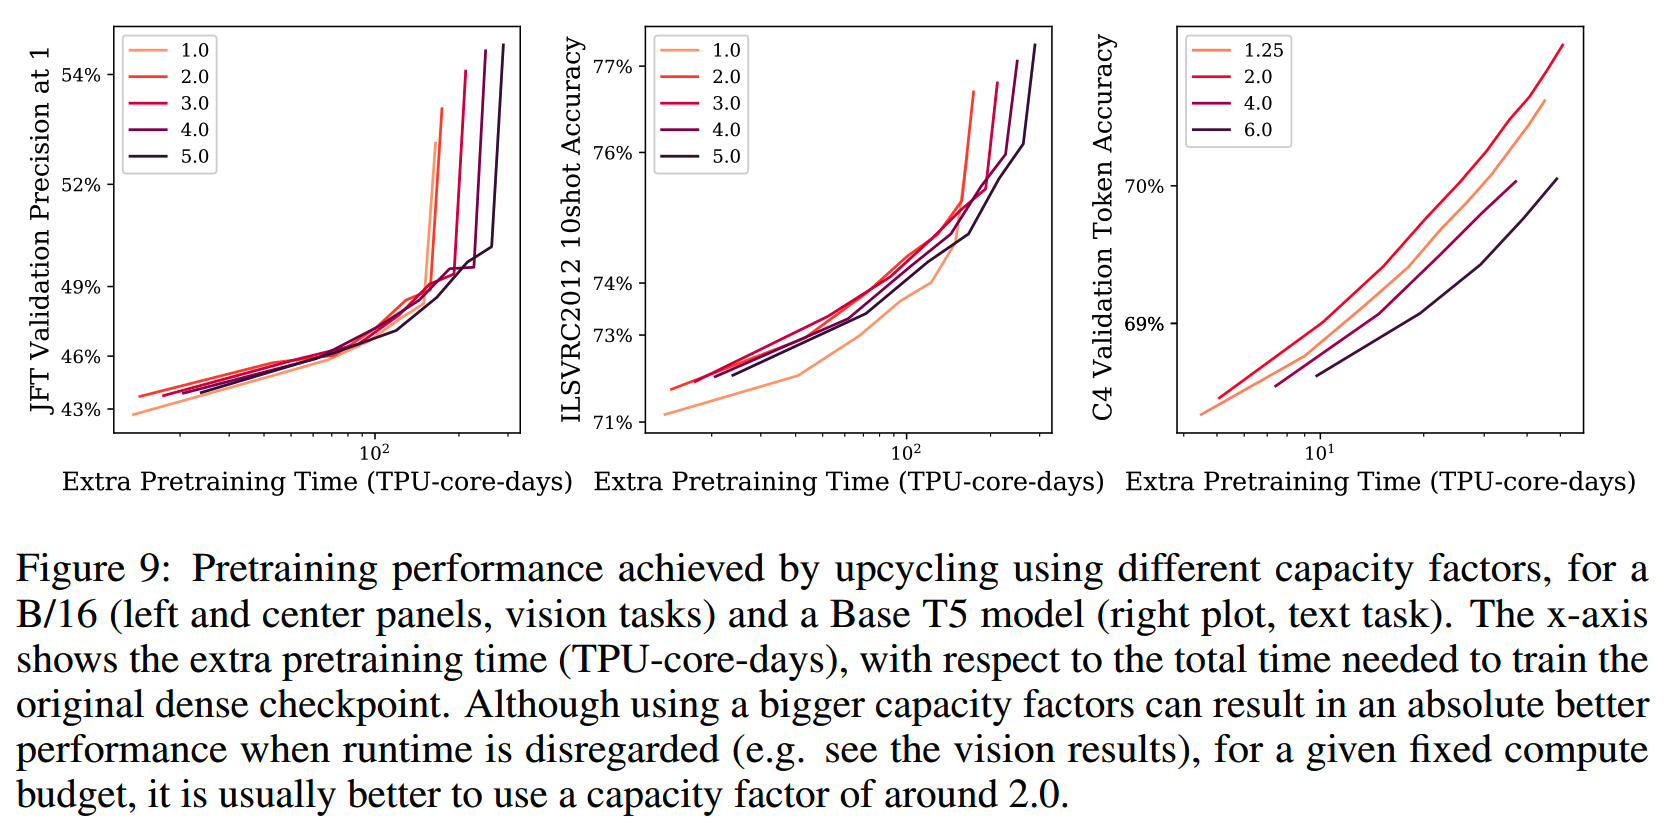 JFT Validation Precision at 1
54%
52%
49%
46%
43%
1.0
2.0
3.0
4.0
5.0
10²
Extra Pretraining Time (TPU-core-days)
ILSVRC2012 10shot Accuracy
77%
76%
74%
73%
71%
1.0
2.0
3.0
4.0
5.0
10²
Extra Pretraining Time (TPU-core-days)
C4 Validation Token Accuracy
70%
69%
1.25
2.0
4.0
6.0
10¹
Extra Pretraining Time (TPU-core-days)
Figure 9: Pretraining performance achieved by upcycling using different capacity factors, for a
B/16 (left and center panels, vision tasks) and a Base T5 model (right plot, text task). The x-axis
shows the extra pretraining time (TPU-core-days), with respect to the total time needed to train the
original dense checkpoint. Although using a bigger capacity factors can result in an absolute better
performance when runtime is disregarded (e.g. see the vision results), for a given fixed compute
budget, it is usually better to use a capacity factor of around 2.0.